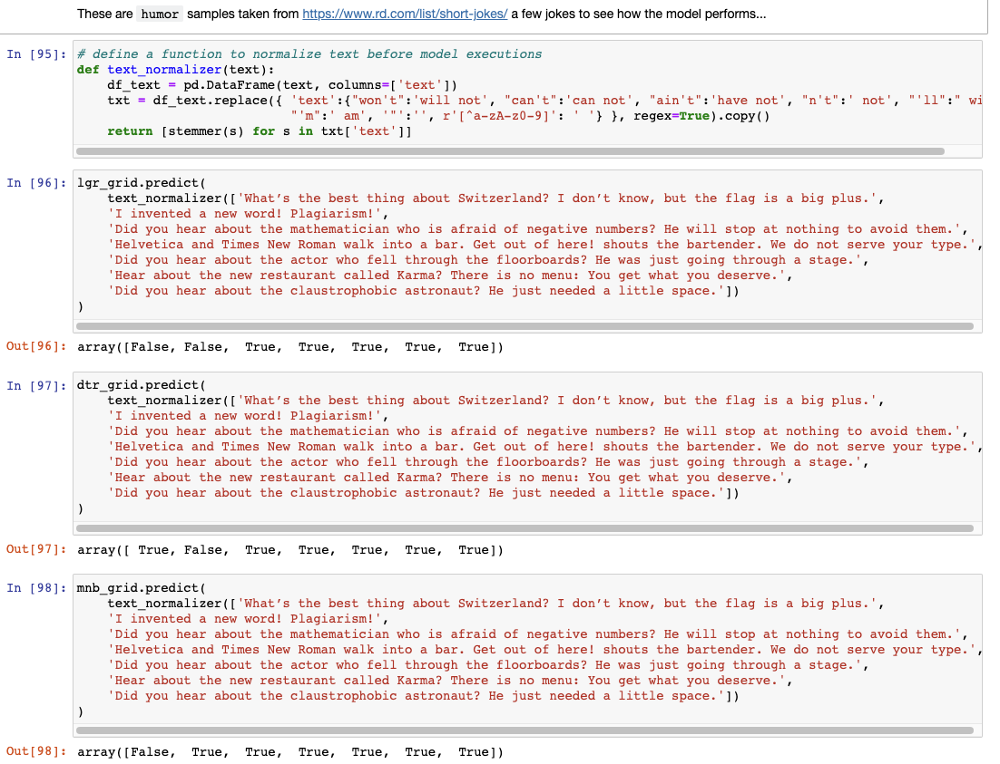 These are humor samples taken from https://www.rd.com/list/short-jokes/ a few jokes to see how the model performs...
In [95]: # define a function to normalize text before model executions
def text_normalizer(text):
df_text = pd.DataFrame(text, columns=['text'])
txt = df_text.replace({ 'text':{"won't":'will not', "can't":'can not', "ain't":'have not', "n't":' not', "'ll":" wi
"'m":' am', '"':'', r'[^a-zA-z0-9]': ' '} }, regex=True).copy()
return [stemmer(s) for s in txt['text']]
In [96]: lgr_grid.predict(
text_normalizer(['What’s the best thing about Switzerland? I don’t know, but the flag is a big plus.',
'I invented a new word! Plagiarism!',
'Did you hear about the mathematician who is afraid of negative numbers? He will stop at nothing to avoid them.',
'Helvetica and Times New Roman walk into a bar. Get out of here! shouts the bartender. We do not serve your type.',
'Did you hear about the actor who fell through the floorboards? He was just going through a stage.',
'Hear about the new restaurant called Karma? There is no menu: You get what you deserve.',
'Did you hear about the claustrophobic astronaut? He just needed a little space.'])
)
Out[96]: array([False, False,  True,  True,  True,  True,  True])
In [97]: dtr_grid.predict(
text_normalizer(['What’s the best thing about Switzerland? I don’t know, but the flag is a big plus.',
'I invented a new word! Plagiarism!',
'Did you hear about the mathematician who is afraid of negative numbers? He will stop at nothing to avoid them.',
'Helvetica and Times New Roman walk into a bar. Get out of here! shouts the bartender. We do not serve your type.',
'Did you hear about the actor who fell through the floorboards? He was just going through a stage.',
'Hear about the new restaurant called Karma? There is no menu: You get what you deserve.',
'Did you hear about the claustrophobic astronaut? He just needed a little space.'])
)
Out[97]: array([ True, False,  True,  True,  True,  True,  True])
In [98]: mnb_grid.predict(
text_normalizer(['What’s the best thing about Switzerland? I don’t know, but the flag is a big plus.',
'I invented a new word! Plagiarism!',
'Did you hear about the mathematician who is afraid of negative numbers? He will stop at nothing to avoid them.',
'Helvetica and Times New Roman walk into a bar. Get out of here! shouts the bartender. We do not serve your type.',
'Did you hear about the actor who fell through the floorboards? He was just going through a stage.',
'Hear about the new restaurant called Karma? There is no menu: You get what you deserve.',
'Did you hear about the claustrophobic astronaut? He just needed a little space.'])
)
Out[98]: array([False,  True,  True,  True,  True,  True,  True])